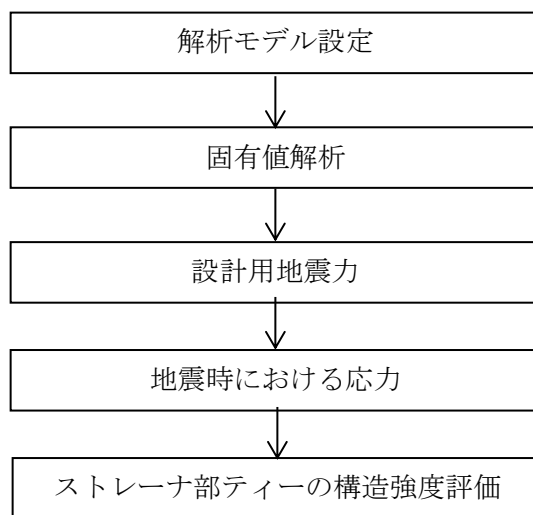 解析モデル設定
固有値解析
設計用地震力
地震時における応力
ストレーナ部ティーの構造強度評価